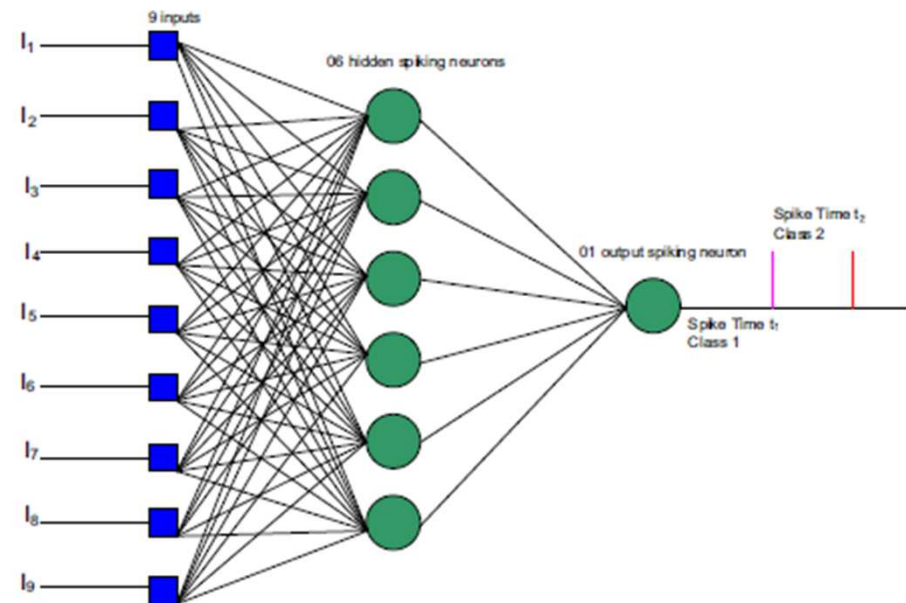 9 inputs
I₁
I₂
I₃
I₄
I₅
I₆
I₇
I₈
I₉
06 hidden spiking neurons
01 output spiking neuron
Spike Time t₁
Class 1
Spike Time t₂
Class 2